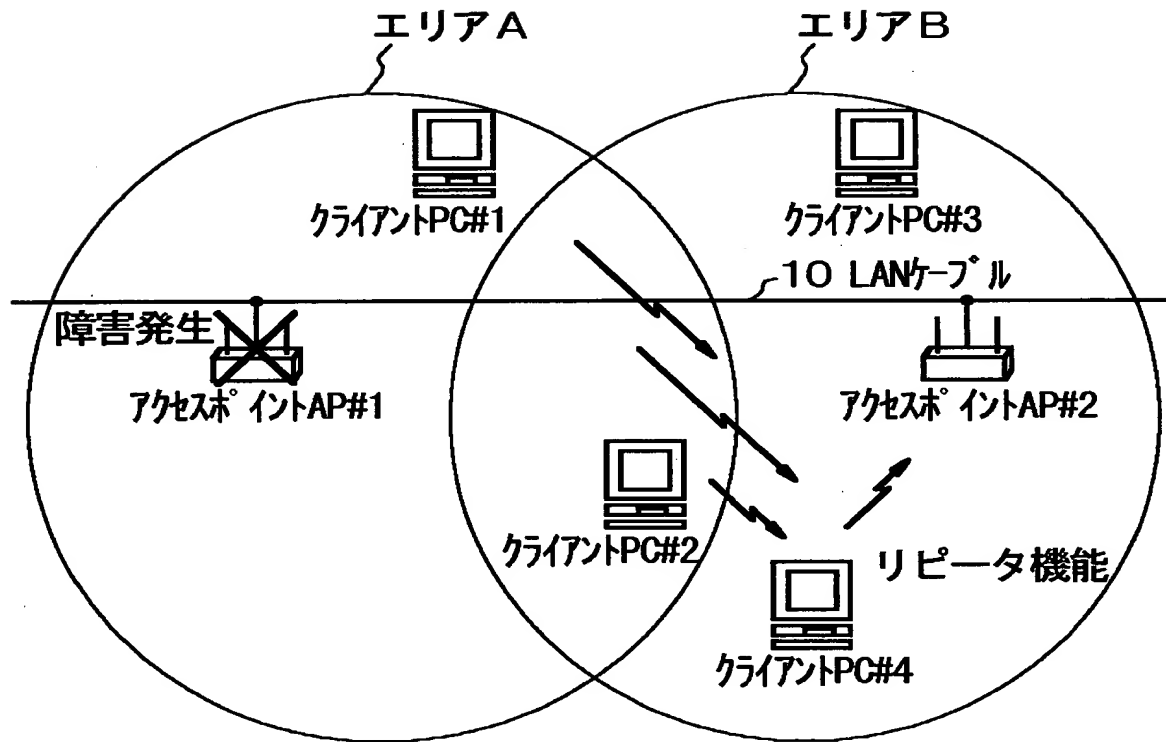 エリアA
エリアB
クライアントPC#1
クライアントPC#3
10 LANケーブル
障害発生
アクセスポイントAP#1
アクセスポイントAP#2
クライアントPC#2
リピータ機能
クライアントPC#4